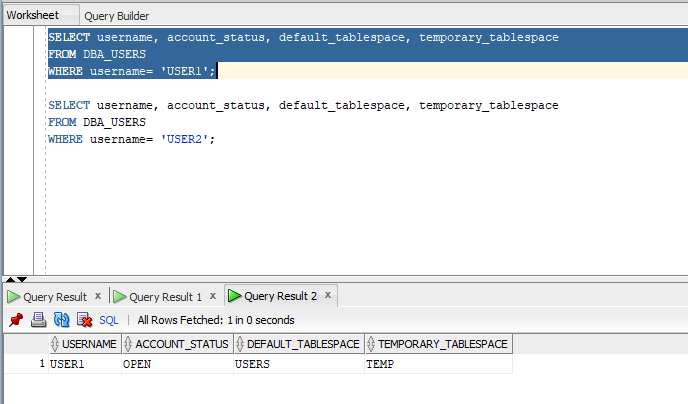 Worksheet Query Builder
SELECT username, account_status, default_tablespace, temporary_tablespace
FROM DBA_USERS
WHERE username= 'USER1';
SELECT username, account_status, default_tablespace, temporary_tablespace
FROM DBA_USERS
WHERE username= 'USER2';
Query Result x Query Result 1 x Query Result 2 x
SQL | All Rows Fetched: 1 in 0 seconds
USERNAME ACCOUNT_STATUS DEFAULT_TABLESPACE TEMPORARY_TABLESPACE
1 USER1 OPEN USERS TEMP